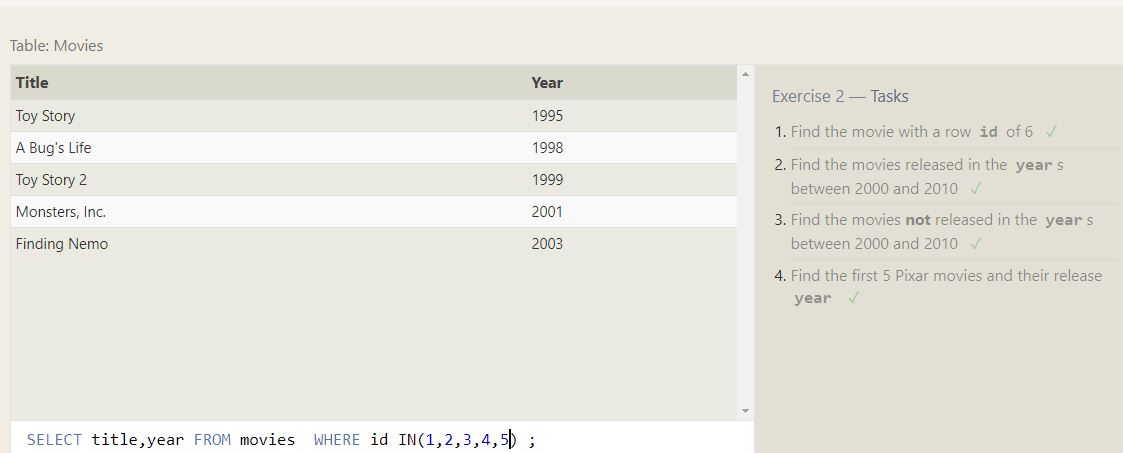 Table: Movies
Title Year
Toy Story 1995
A Bug's Life 1998
Toy Story 2 1999
Monsters, Inc. 2001
Finding Nemo 2003
SELECT title,year FROM movies  WHERE id IN(1,2,3,4,5) ;
Exercise 2 — Tasks
1. Find the movie with a row id of 6 ✓
2. Find the movies released in the year s
between 2000 and 2010 ✓
3. Find the movies not released in the year s
between 2000 and 2010 ✓
4. Find the first 5 Pixar movies and their release
year ✓